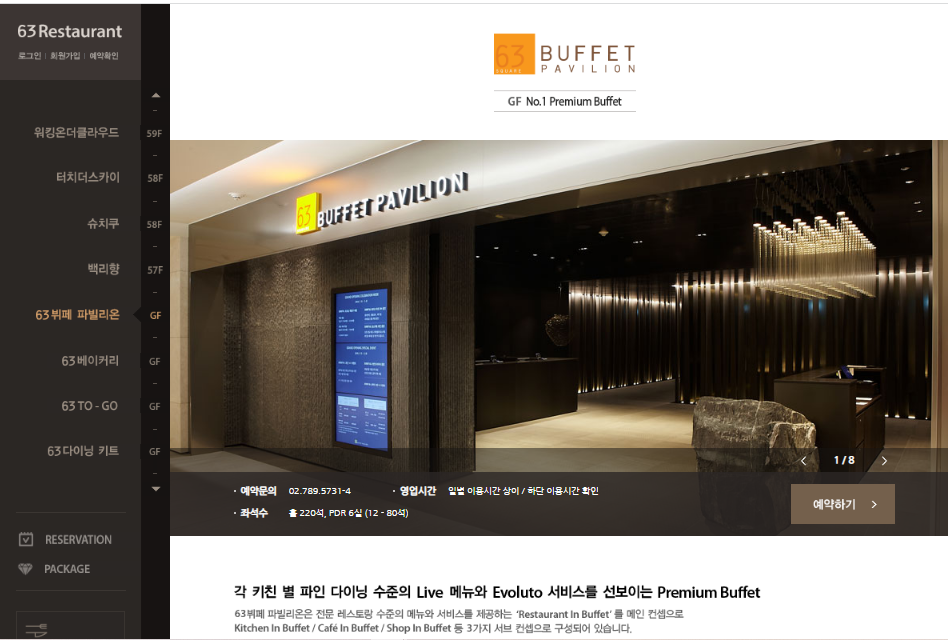 63 Restaurant
로그인 | 회원가입 | 예약확인
워킹온더클라우드 59F
터치더스카이 58F
슈치쿠 58F
백리향 57F
63뷔페 파빌리온 GF
63베이커리 GF
63 TO - GO GF
63다이닝 키트 GF
RESERVATION
PACKAGE
63 SQUARE
BUFFET
PAVILION
GF No.1 Premium Buffet
63 BUFFET PAVILION
1 / 8
· 예약문의 02.789.5731-4 · 영업시간 일별 이용시간 상이 / 하단 이용시간 확인
· 좌석수 홀 220석, PDR 6실 (12 - 80석)
예약하기 >
각 키친 별 파인 다이닝 수준의 Live 메뉴와 Evoluto 서비스를 선보이는 Premium Buffet
63뷔페 파빌리온은 전문 레스토랑 수준의 메뉴와 서비스를 제공하는 'Restaurant In Buffet' 를 메인 컨셉으로
Kitchen In Buffet / Café In Buffet / Shop In Buffet 등 3가지 서브 컨셉으로 구성되어 있습니다.